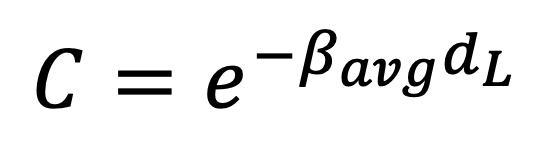 C = e^{-β_{avg} d_L}